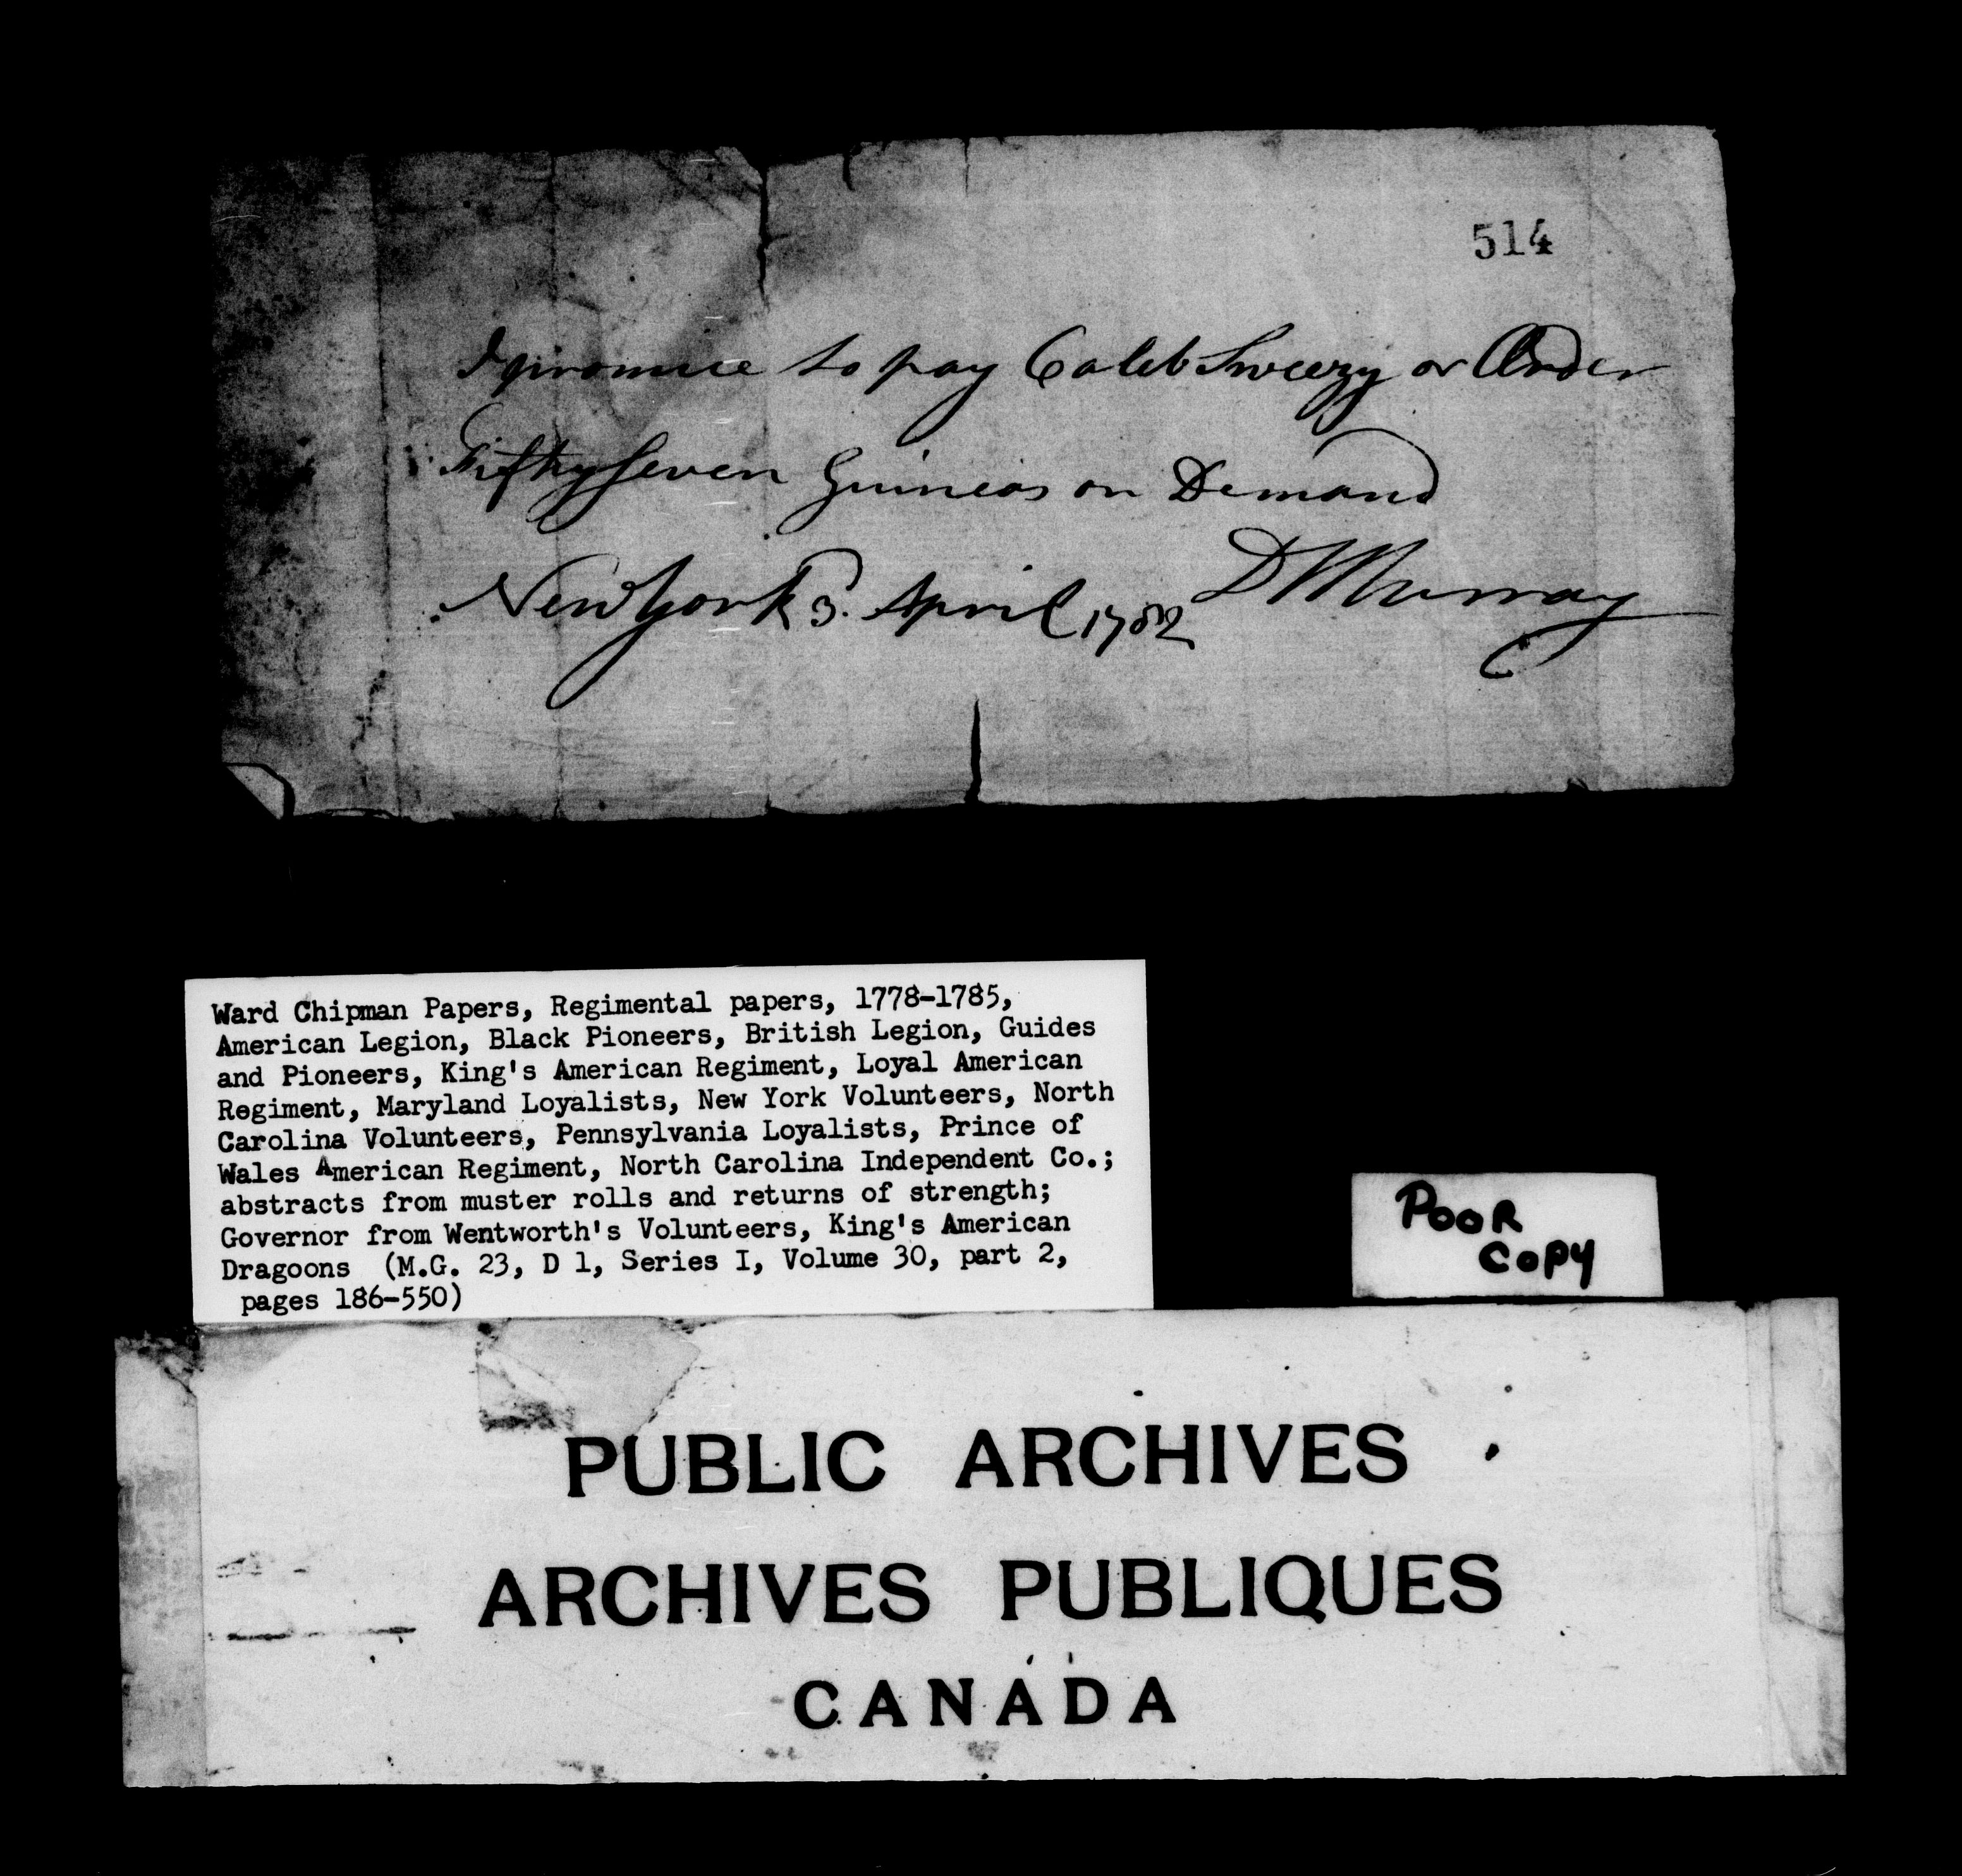 514
I promise to pay Caleb Sweezy or Order
Fifty seven Guineas on Demand
New York 3. April 1782 D Murray
Ward Chipman Papers, Regimental papers, 1778-1785,
American Legion, Black Pioneers, British Legion, Guides
and Pioneers, King's American Regiment, Loyal American
Regiment, Maryland Loyalists, New York Volunteers, North
Carolina Volunteers, Pennsylvania Loyalists, Prince of
Wales American Regiment, North Carolina Independent Co.;
abstracts from muster rolls and returns of strength;
Governor from Wentworth's Volunteers, King's American
Dragoons (M.G. 23, D 1, Series I, Volume 30, part 2,
pages 186-550)
POOR
COPY
PUBLIC ARCHIVES
ARCHIVES PUBLIQUES
CANADA